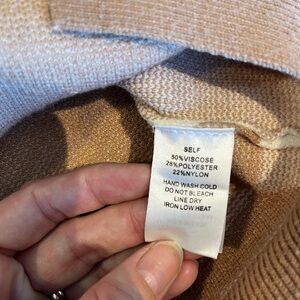 SELF
50%VISCOSE
28%POLYESTER
22%NYLON
HAND WASH COLD
DO NOT BLEACH
LINE DRY
IRON LOW HEAT